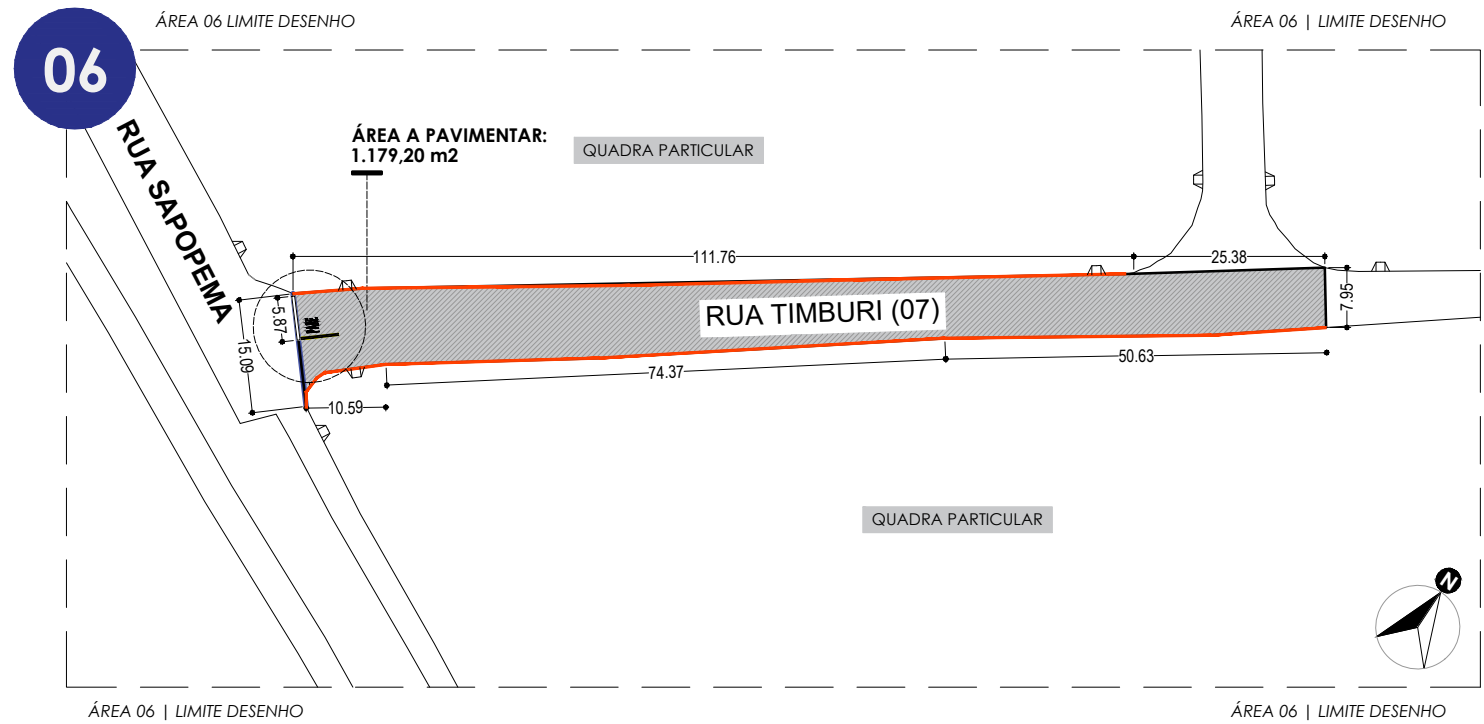 ÁREA 06 LIMITE DESENHO
ÁREA 06 | LIMITE DESENHO
06
RUA SAPOPEMA
ÁREA A PAVIMENTAR:
1.179,20 m2
QUADRA PARTICULAR
111.76
25.38
7.95
5.87
15.09
RUA TIMBURI (07)
10.59
74.37
50.63
QUADRA PARTICULAR
N
ÁREA 06 | LIMITE DESENHO
ÁREA 06 | LIMITE DESENHO